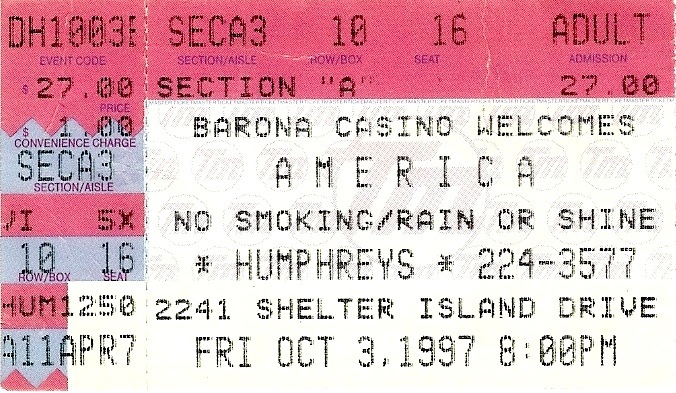 DH1003E SECA3 10 16 ADULT
EVENT CODE SECTION/AISLE ROW/BOX SEAT ADMISSION
$ 27.00 SECTION "A" 27.00
PRICE
$ 1.00 BARONA CASINO WELCOMES
CONVENIENCE CHARGE
SECA3 AMERICA
SECTION/AISLE
VI 5X NO SMOKING/RAIN OR SHINE
10 16 * HUMPHREYS * 224-3577
ROW/BOX SEAT
HUM1250 2241 SHELTER ISLAND DRIVE
A11APR7 FRI OCT 3,1997 8:00PM